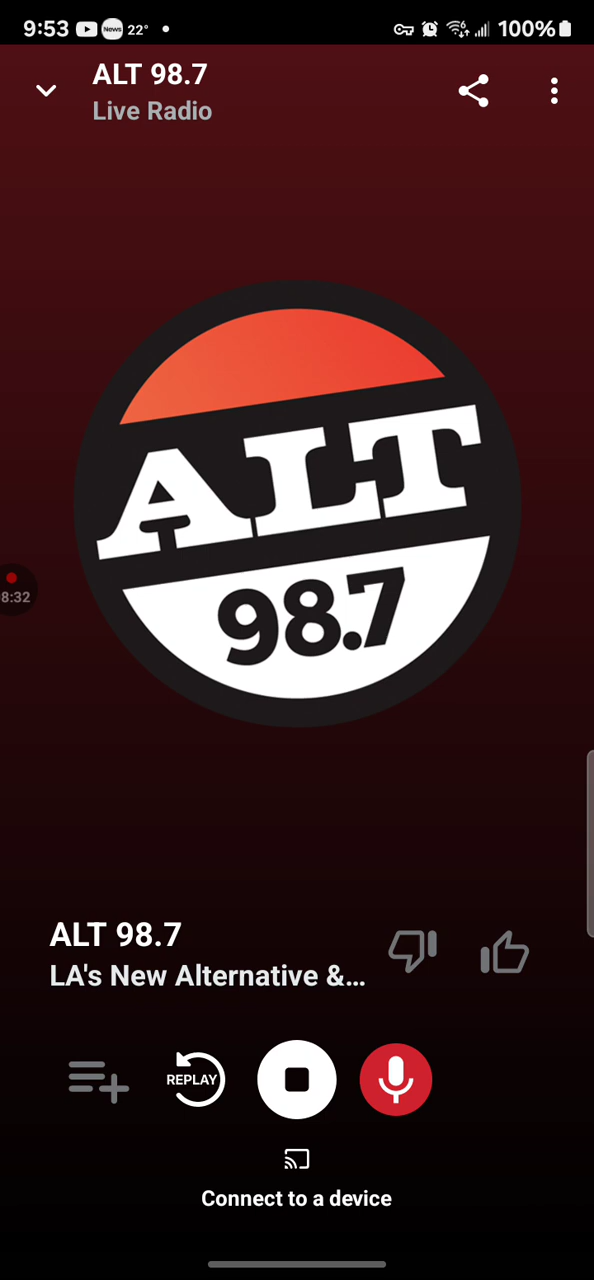 9:53 News 22° 100%
ALT 98.7
Live Radio
ALT
98.7
8:32
ALT 98.7
LA's New Alternative &...
REPLAY
Connect to a device